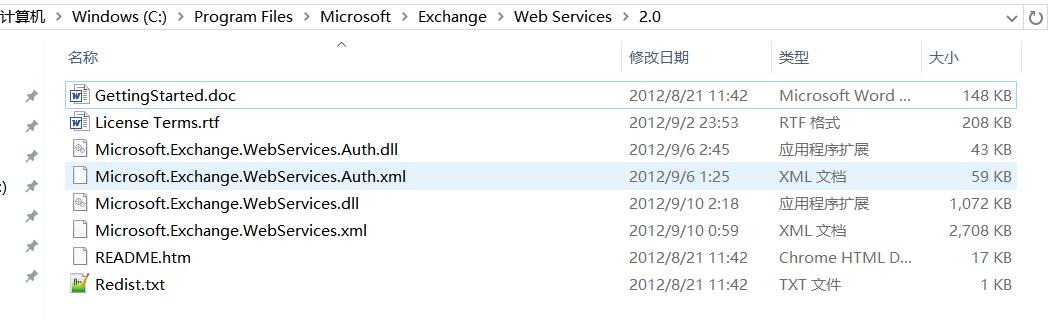 计算机 > Windows (C:) > Program Files > Microsoft > Exchange > Web Services > 2.0
名称 修改日期 类型 大小
GettingStarted.doc 2012/8/21 11:42 Microsoft Word ... 148 KB
License Terms.rtf 2012/9/2 23:53 RTF 格式 208 KB
Microsoft.Exchange.WebServices.Auth.dll 2012/9/6 2:45 应用程序扩展 43 KB
:) Microsoft.Exchange.WebServices.Auth.xml 2012/9/6 1:25 XML 文档 59 KB
Microsoft.Exchange.WebServices.dll 2012/9/10 2:18 应用程序扩展 1,072 KB
Microsoft.Exchange.WebServices.xml 2012/9/10 0:59 XML 文档 2,708 KB
README.htm 2012/8/21 11:42 Chrome HTML D... 17 KB
Redist.txt 2012/8/21 11:42 TXT 文件 1 KB